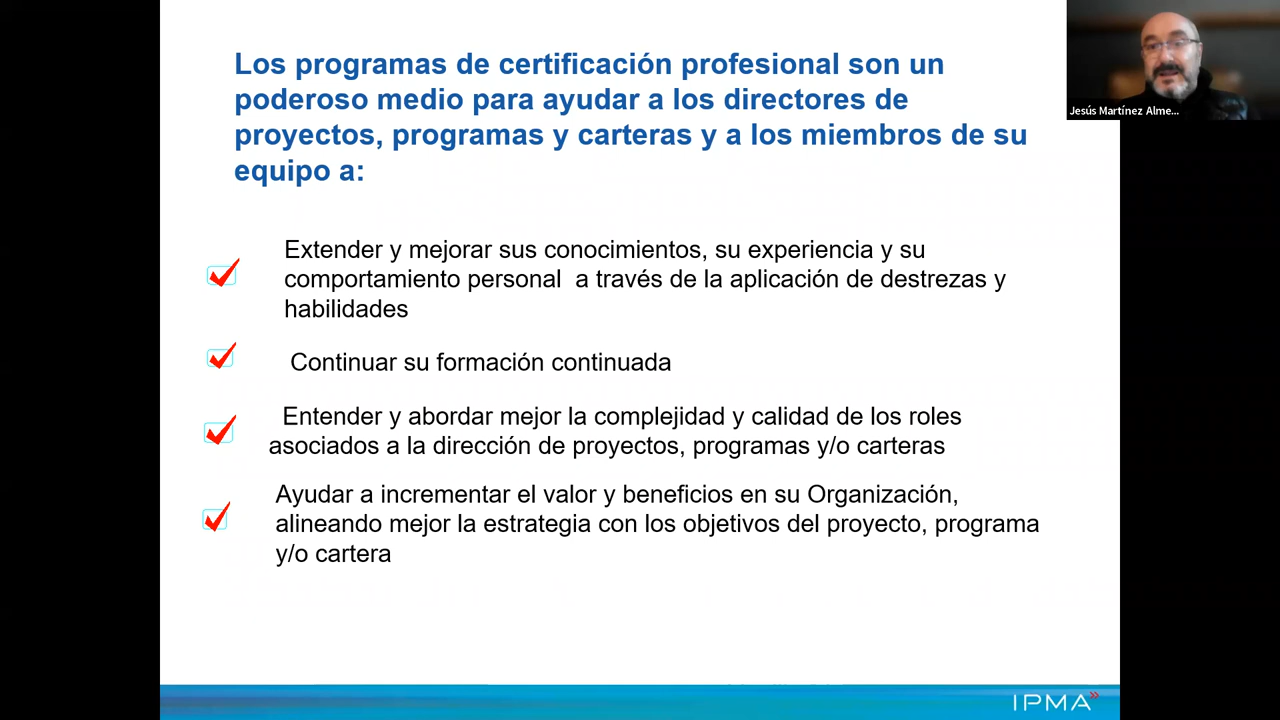 Los programas de certificación profesional son un
poderoso medio para ayudar a los directores de
proyectos, programas y carteras y a los miembros de su
equipo a:
Extender y mejorar sus conocimientos, su experiencia y su
comportamiento personal  a través de la aplicación de destrezas y
habilidades
Continuar su formación continuada
Entender y abordar mejor la complejidad y calidad de los roles
asociados a la dirección de proyectos, programas y/o carteras
Ayudar a incrementar el valor y beneficios en su Organización,
alineando mejor la estrategia con los objetivos del proyecto, programa
y/o cartera
Jesús Martínez Alme...
IPMA